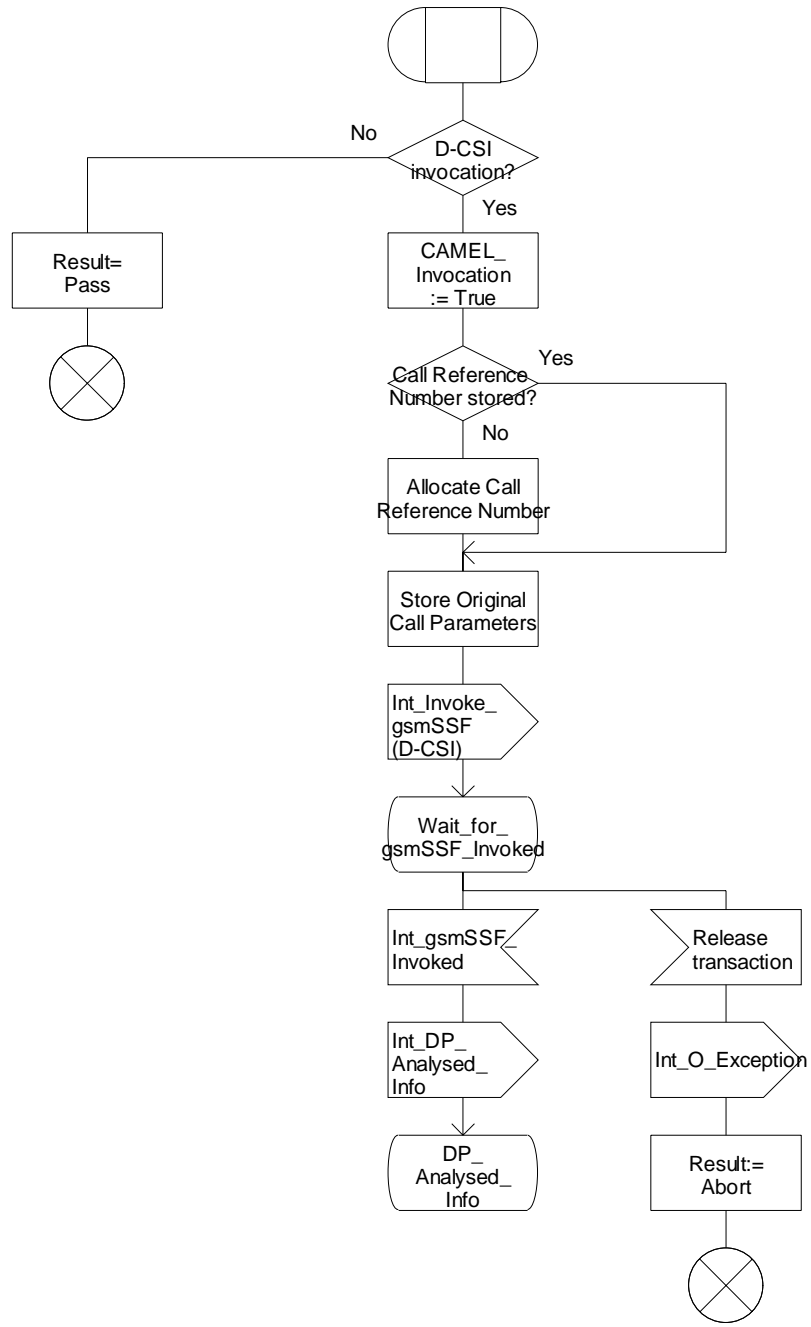 No
D-CSI
invocation?
Yes
Result=
Pass
CAMEL_
Invocation
:= True
Call Reference
Number stored?
Yes
No
Allocate Call
Reference Number
Store Original
Call Parameters
Int_Invoke_
gsmSSF
(D-CSI)
Wait_for_
gsmSSF_Invoked
Int_gsmSSF_
Invoked
Release
transaction
Int_DP_
Analysed_
Info
Int_O_Exception
DP_
Analysed_
Info
Result:=
Abort